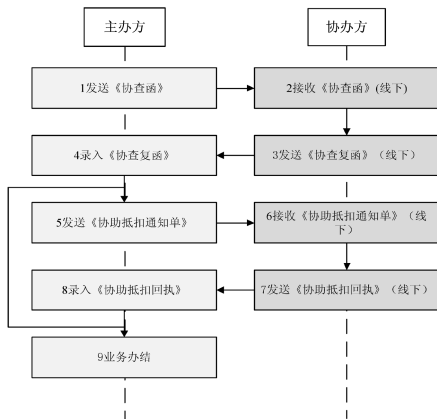 主办方
协办方
1发送《协查函》
2接收《协查函》(线下)
4录入《协查复函》
3发送《协查复函》（线下）
5发送《协助抵扣通知单》
6接收《协助抵扣通知单》（线
下）
8录入《协助抵扣回执》
7发送《协助抵扣回执》（线下）
9业务办结